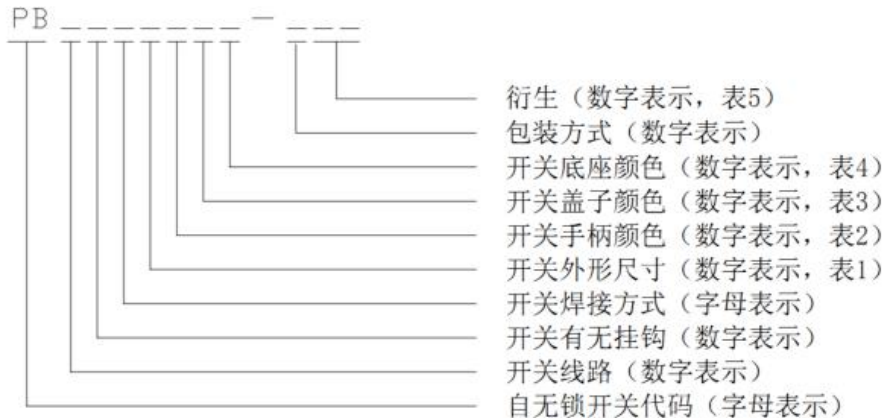 PB _ _ _ _ _ _ _ - _ _ _
衍生（数字表示，表5）
包装方式（数字表示）
开关底座颜色（数字表示，表4）
开关盖子颜色（数字表示，表3）
开关手柄颜色（数字表示，表2）
开关外形尺寸（数字表示，表1）
开关焊接方式（字母表示）
开关有无挂钩（数字表示）
开关线路（数字表示）
自无锁开关代码（字母表示）